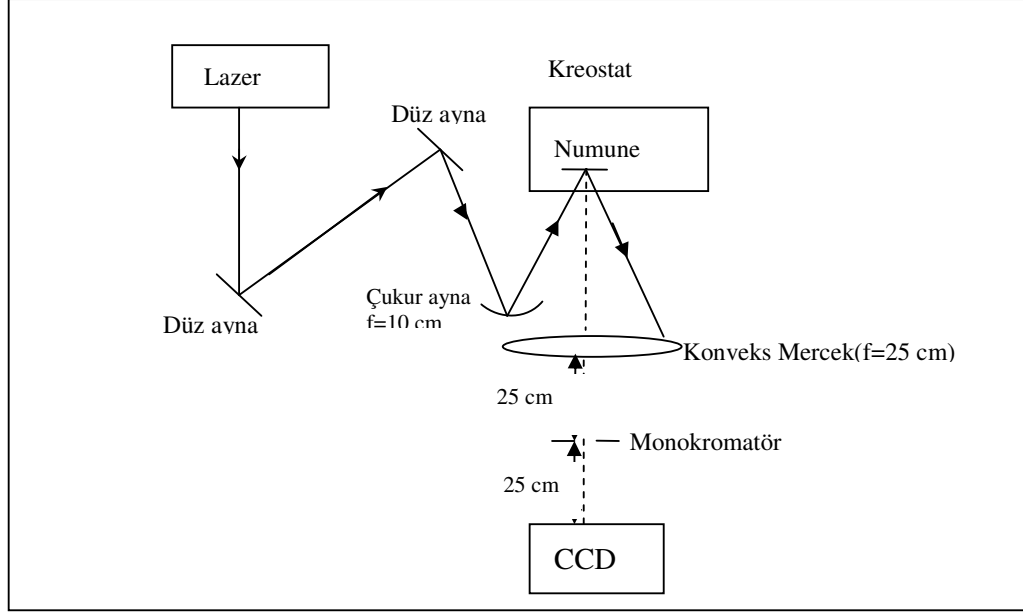 Lazer
Kreostat
Düz ayna
Numune
Çukur ayna
f=10 cm
Düz ayna
Konveks Mercek(f=25 cm)
25 cm
Monokromatör
25 cm
CCD